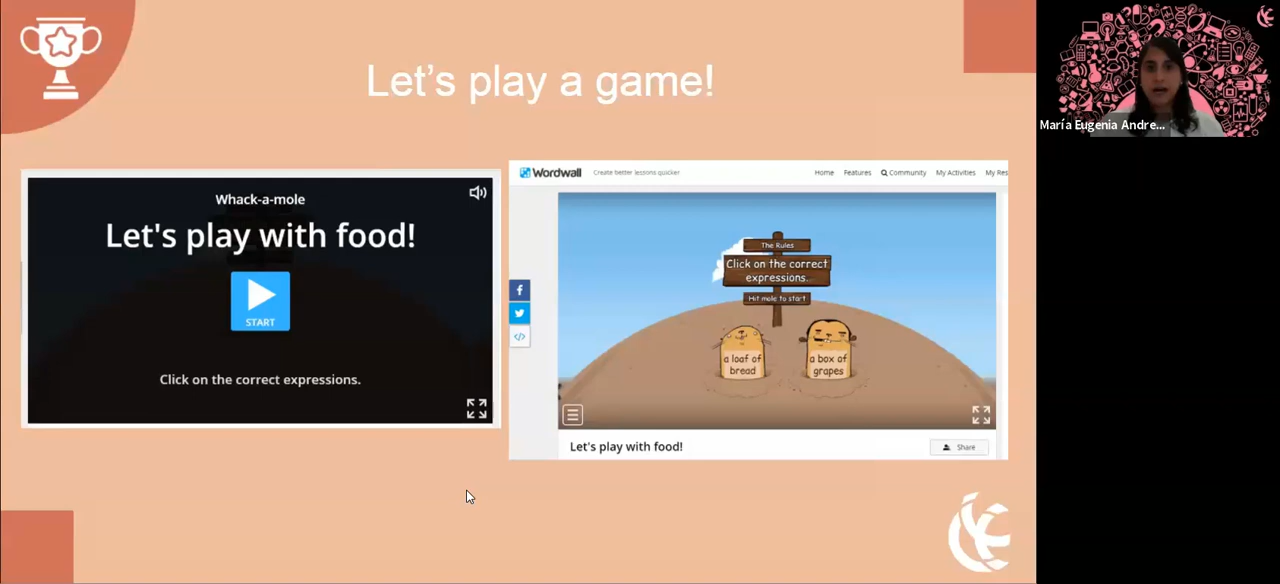 Let's play a game!
Whack-a-mole
Let's play with food!
START
Click on the correct expressions.
Wordwall
Create better lessons quicker
Home
Features
Community
My Activities
My Res
The Rules
Click on the correct
expressions.
Hit mole to start
a loaf of
bread
a box of
grapes
Let's play with food!
Share
María Eugenia Andre...